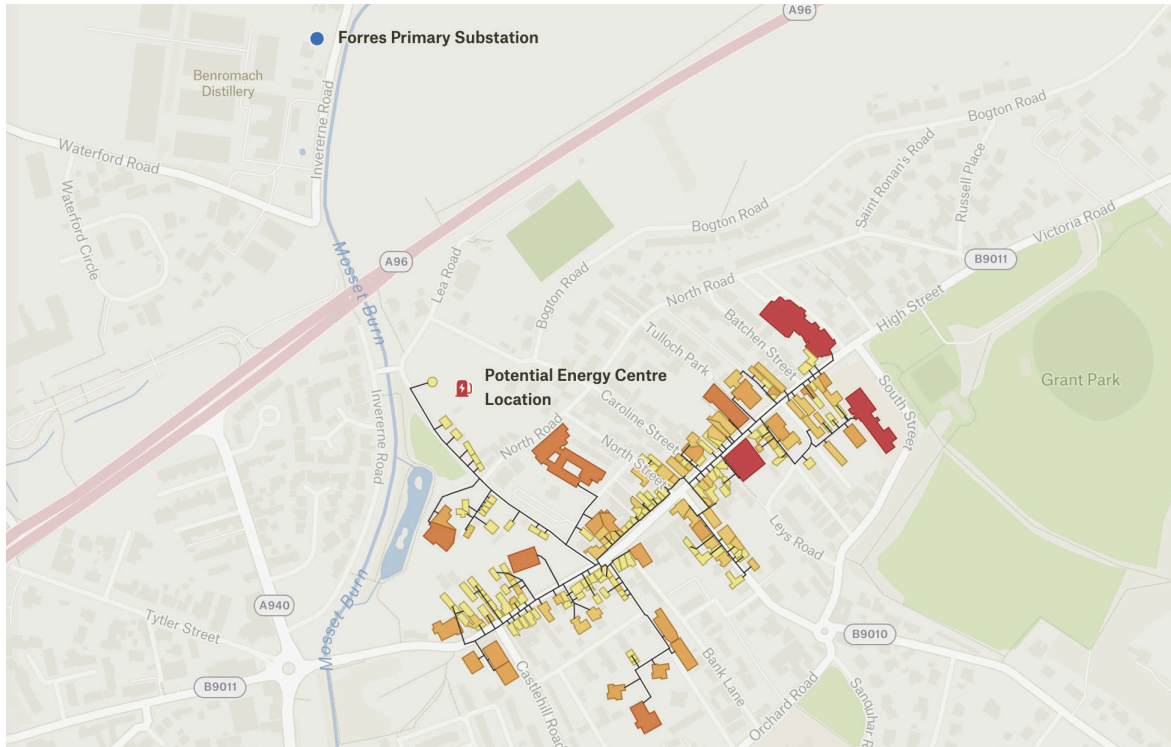 A96
Forres Primary Substation
Benromach
Distillery
Invererne Road
Bogton Road
Waterford Road
Saint Ronan's Road
Russell Place
Waterford Circle
Bogton Road
Victoria Road
Mosset Burn
A96
B9011
Lea Road
Bogton Road
North Road
High Street
Batchen Street
Tulloch Park
Potential Energy Centre
Location
Grant Park
South Street
Caroline Street
North Road
North Street
Invererne Road
Leys Road
A940
Mosset Burn
Tytler Street
B9010
B9011
Castlehill Road
Bank Lane
Orchard Road
Sanquhar R